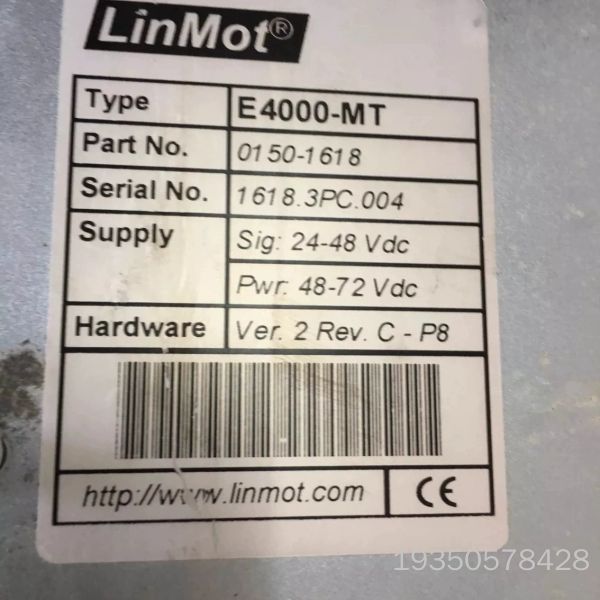 LinMot®
Type E4000-MT
Part No. 0150-1618
Serial No. 1618.3PC.004
Supply Sig: 24-48 Vdc
Pwr: 48-72 Vdc
Hardware Ver. 2 Rev. C - P8
http://www.linmot.com CE
19350578428